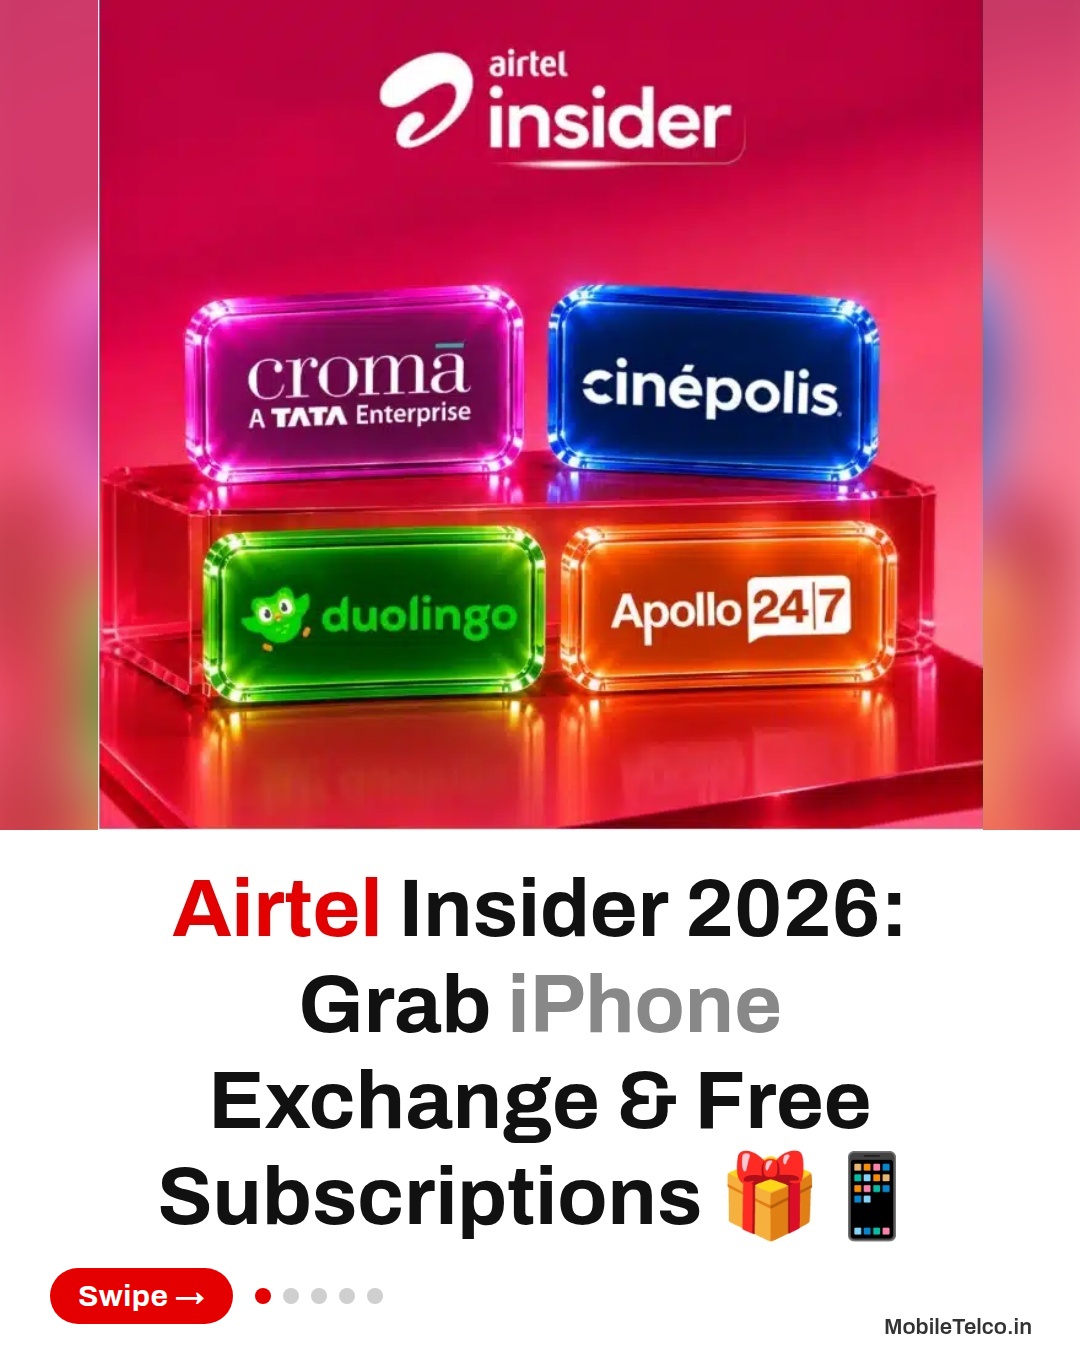 airtel
insider
cromā
A TATA Enterprise
cinépolis.
duolingo
Apollo 24|7
Airtel Insider 2026:
Grab iPhone
Exchange & Free
Subscriptions 🎁 📱
Swipe →
MobileTelco.in